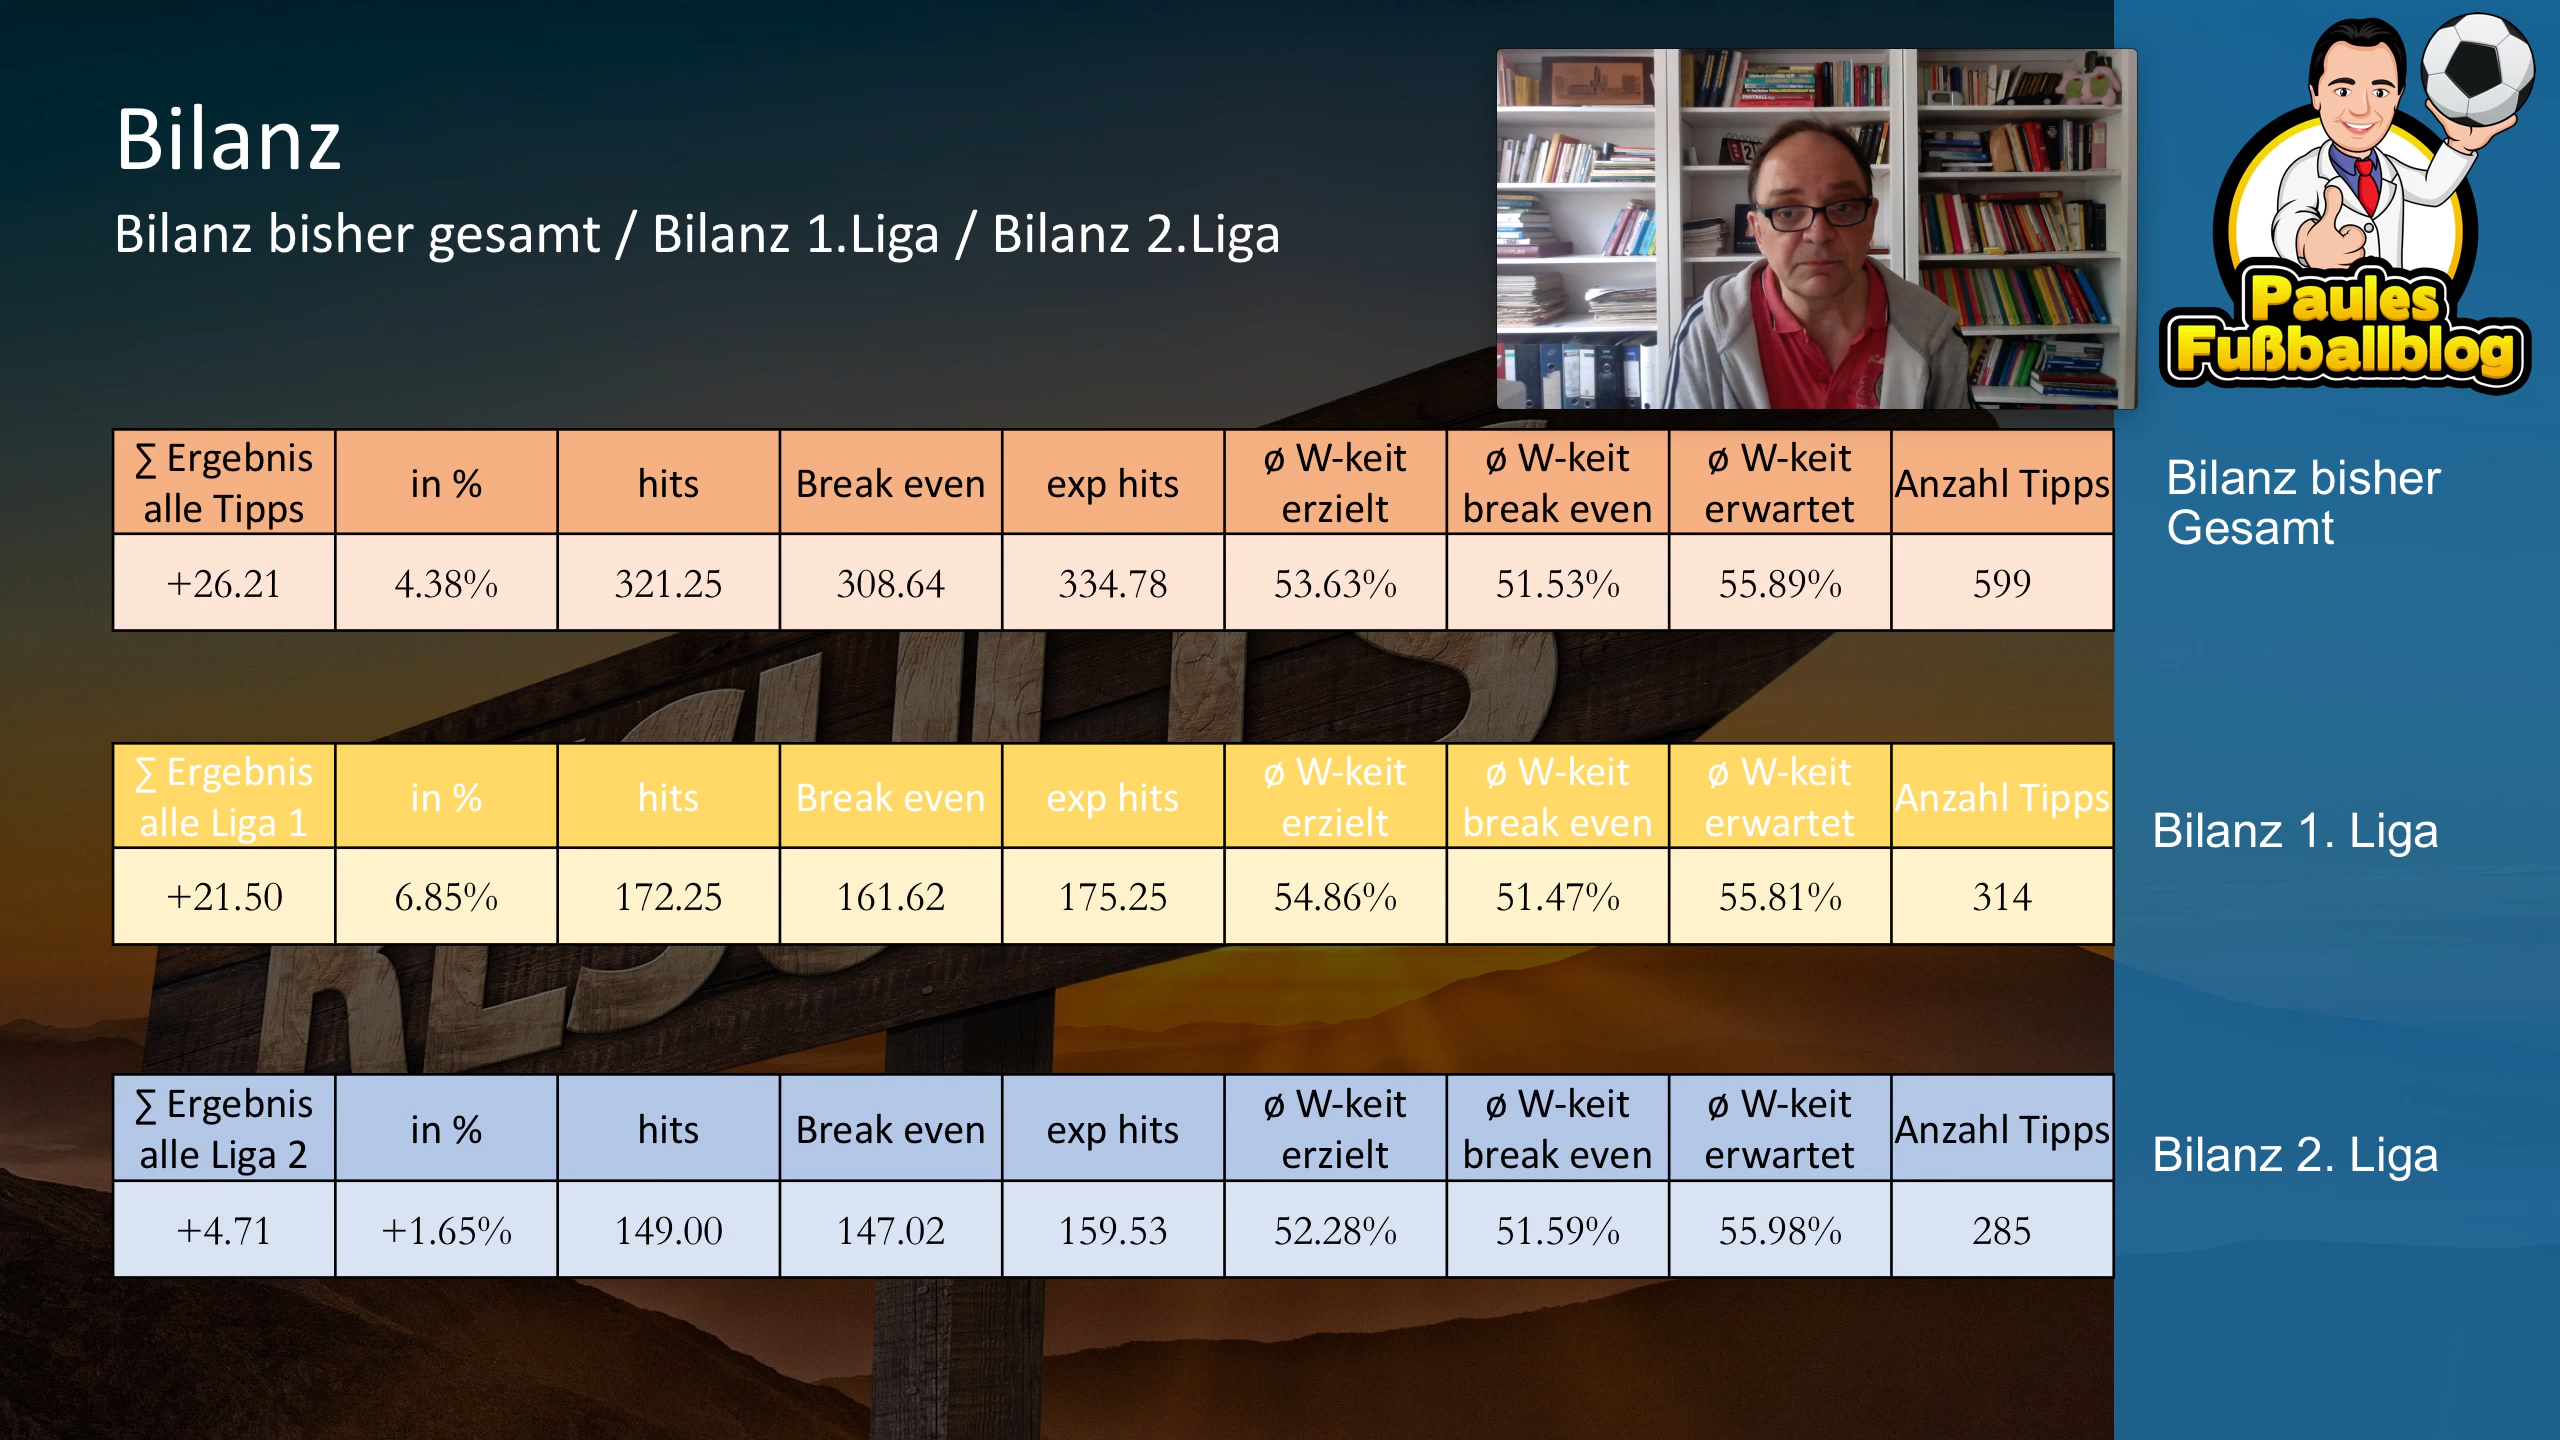 Bilanz
Bilanz bisher gesamt / Bilanz 1.Liga / Bilanz 2.Liga
Paules
Fußballblog
∑ Ergebnis alle Tipps in % hits Break even exp hits ø W-keit erzielt ø W-keit break even ø W-keit erwartet Anzahl Tipps
+26.21 4.38% 321.25 308.64 334.78 53.63% 51.53% 55.89% 599
Bilanz bisher
Gesamt
RESULTS
∑ Ergebnis alle Liga 1 in % hits Break even exp hits ø W-keit erzielt ø W-keit break even ø W-keit erwartet Anzahl Tipps
+21.50 6.85% 172.25 161.62 175.25 54.86% 51.47% 55.81% 314
Bilanz 1. Liga
∑ Ergebnis alle Liga 2 in % hits Break even exp hits ø W-keit erzielt ø W-keit break even ø W-keit erwartet Anzahl Tipps
+4.71 +1.65% 149.00 147.02 159.53 52.28% 51.59% 55.98% 285
Bilanz 2. Liga